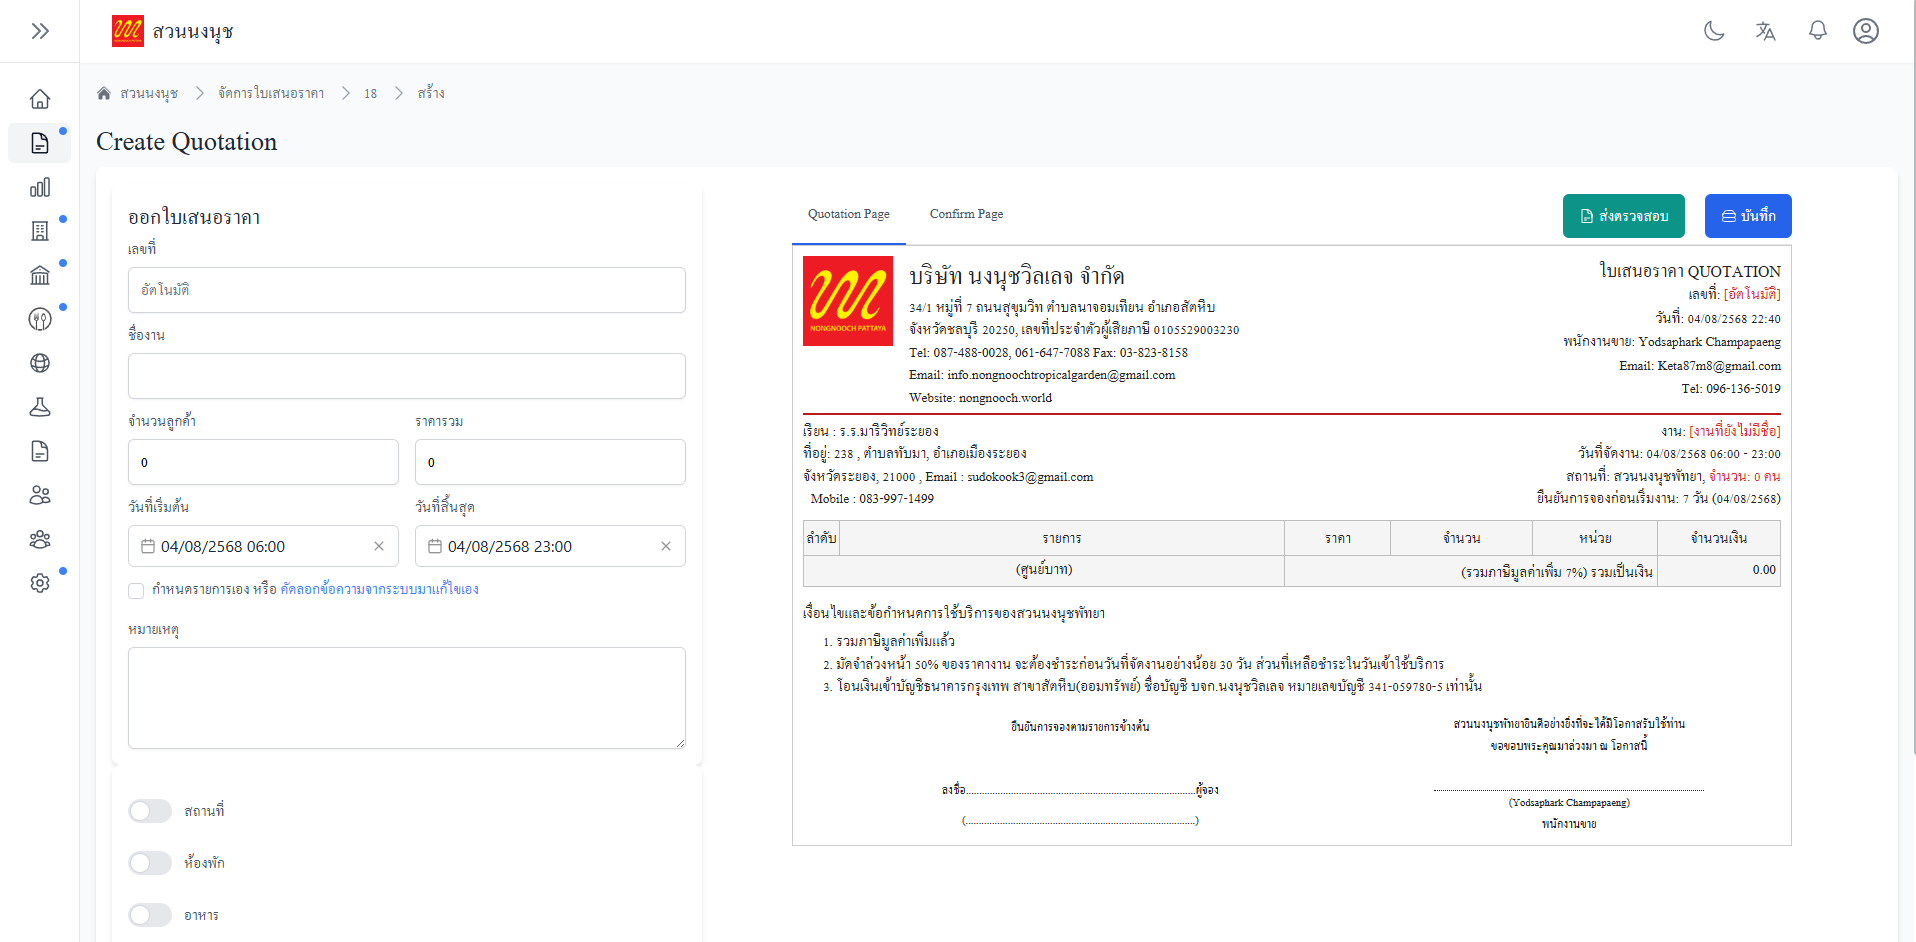 สวนนงนุช
สวนนงนุช
จัดการใบเสนอราคา
18
สร้าง
Create Quotation
ออกใบเสนอราคา
เลขที่
อัตโนมัติ
ชื่องาน
จำนวนลูกค้า
ราคารวม
0
0
วันที่เริ่มต้น
วันที่สิ้นสุด
04/08/2568 06:00
04/08/2568 23:00
กำหนดรายการเอง หรือ คัดลอกข้อความจากระบบมาแก้ไขเอง
หมายเหตุ
สถานที่
ห้องพัก
อาหาร
Quotation Page
Confirm Page
ส่งตรวจสอบ
บันทึก
NONGNOOCH PATTAYA
บริษัท นงนุชวิลเลจ จำกัด
34/1 หมู่ที่ 7 ถนนสุขุมวิท ตำบลนาจอมเทียน อำเภอสัตหีบ
จังหวัดชลบุรี 20250, เลขที่ประจำตัวผู้เสียภาษี 0105529003230
Tel: 087-488-0028, 061-647-7088 Fax: 03-823-8158
Email: info.nongnoochtropicalgarden@gmail.com
Website: nongnooch.world
ใบเสนอราคา QUOTATION
เลขที่: [อัตโนมัติ]
วันที่: 04/08/2568 22:40
พนักงานขาย: Yodsaphark Champapaeng
Email: Keta87m8@gmail.com
Tel: 096-136-5019
เรียน : ร.ร.มารีวิทย์ระยอง
ที่อยู่: 238 , ตำบลทับมา, อำเภอเมืองระยอง
จังหวัดระยอง, 21000 , Email : sudokook3@gmail.com
Mobile : 083-997-1499
งาน: [งานที่ยังไม่มีชื่อ]
วันที่จัดงาน: 04/08/2568 06:00 - 23:00
สถานที่: สวนนงนุชพัทยา, จำนวน: 0 คน
ยืนยันการจองก่อนเริ่มงาน: 7 วัน (04/08/2568)
ลำดับ รายการ ราคา จำนวน หน่วย จำนวนเงิน
(ศูนย์บาท) (รวมภาษีมูลค่าเพิ่ม 7%) รวมเป็นเงิน 0.00
เงื่อนไขและข้อกำหนดการใช้บริการของสวนนงนุชพัทยา
1. รวมภาษีมูลค่าเพิ่มแล้ว
2. มัดจำล่วงหน้า 50% ของราคางาน จะต้องชำระก่อนวันที่จัดงานอย่างน้อย 30 วัน ส่วนที่เหลือชำระในวันเข้าใช้บริการ
3. โอนเงินเข้าบัญชีธนาคารกรุงเทพ สาขาสัตหีบ(ออมทรัพย์) ชื่อบัญชี บจก.นงนุชวิลเลจ หมายเลขบัญชี 341-059780-5 เท่านั้น
ยืนยันการจองตามรายการข้างต้น
ลงชื่อ.......................................................................................ผู้จอง
(.......................................................................................)
สวนนงนุชพัทยายินดีอย่างยิ่งที่จะได้มีโอกาสรับใช้ท่าน
ขอขอบพระคุณมาล่วงมา ณ โอกาสนี้
(Yodsaphark Champapaeng)
พนักงานขาย